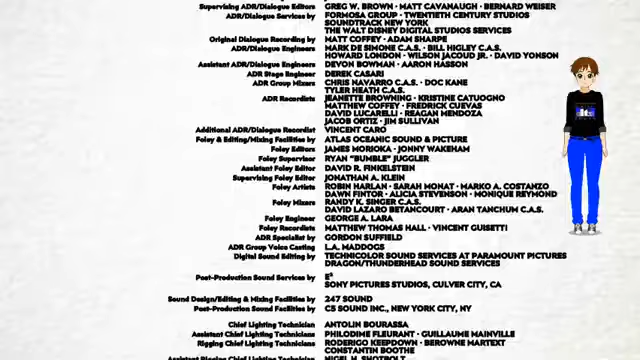 Supervising ADR/Dialogue Editors GREG W. BROWN · MATT CAVANAUGH · BERNARD WEISER
ADR/Dialogue Services by FORMOSA GROUP · TWENTIETH CENTURY STUDIOS
SOUNDTRACK NEW YORK
THE WALT DISNEY DIGITAL STUDIOS SERVICES
Original Dialogue Recording by MATT COFFEY · ADAM SHARPE
ADR/Dialogue Engineers MARK DE SIMONE C.A.S. · BILL HIGLEY C.A.S.
HOWARD LONDON · WILSON JACOUD JR. · DAVID YONSON
Assistant ADR/Dialogue Engineers DEVON BOWMAN · AARON HASSON
ADR Stage Engineer DEREK CASARI
ADR Group Mixers CHRIS NAVARRO C.A.S. · DOC KANE
TYLER HEATH C.A.S.
ADR Recordists JEANETTE BROWNING · KRISTINE CATUOGNO
MATTHEW COFFEY · FREDRICK CUEVAS
DAVID LUCARELLI · REAGAN MENDOZA
JACOB ORTIZ · JIM SULLIVAN
Additional ADR/Dialogue Recordist VINCENT CARO
Foley & Editing/Mixing Facilities by ATLAS OCEANIC SOUND & PICTURE
Foley Editors JAMES MORIOKA · JONNY WAKEHAM
Foley Supervisor RYAN "BUMBLE" JUGGLER
Assistant Foley Editor DAVID R. FINKELSTEIN
Supervising Foley Editor JONATHAN A. KLEIN
Foley Artists ROBIN HARLAN · SARAH MONAT · MARKO A. COSTANZO
DAWN FINTOR · ALICIA STEVENSON · MONIQUE REYMOND
Foley Mixers RANDY K. SINGER C.A.S.
DAVID LAZARO BETANCOURT · ARAN TANCHUM C.A.S.
Foley Engineer GEORGE A. LARA
Foley Recordists MATTHEW THOMAS HALL · VINCENT GUISETTI
ADR Specialist by GORDON SUFFIELD
ADR Group Voice Casting L.A. MADDOGS
Digital Sound Editing by TECHNICOLOR SOUND SERVICES AT PARAMOUNT PICTURES
DRAGON/THUNDERHEAD SOUND SERVICES
Post-Production Sound Services by
SONY PICTURES STUDIOS, CULVER CITY, CA
Sound Design/Editing & Mixing Facilities by 247 SOUND
Post-Production Sound Facilities by C5 SOUND INC., NEW YORK CITY, NY
Chief Lighting Technician ANTOLIN BOURASSA
Assistant Chief Lighting Technicians PHILODIME FLEURANT · GUILLAUME MAINVILLE
Rigging Chief Lighting Technicians RODERIGO KEEPDOWN · BEROWNE MARTEXT
CONSTANTIN BOOTHE